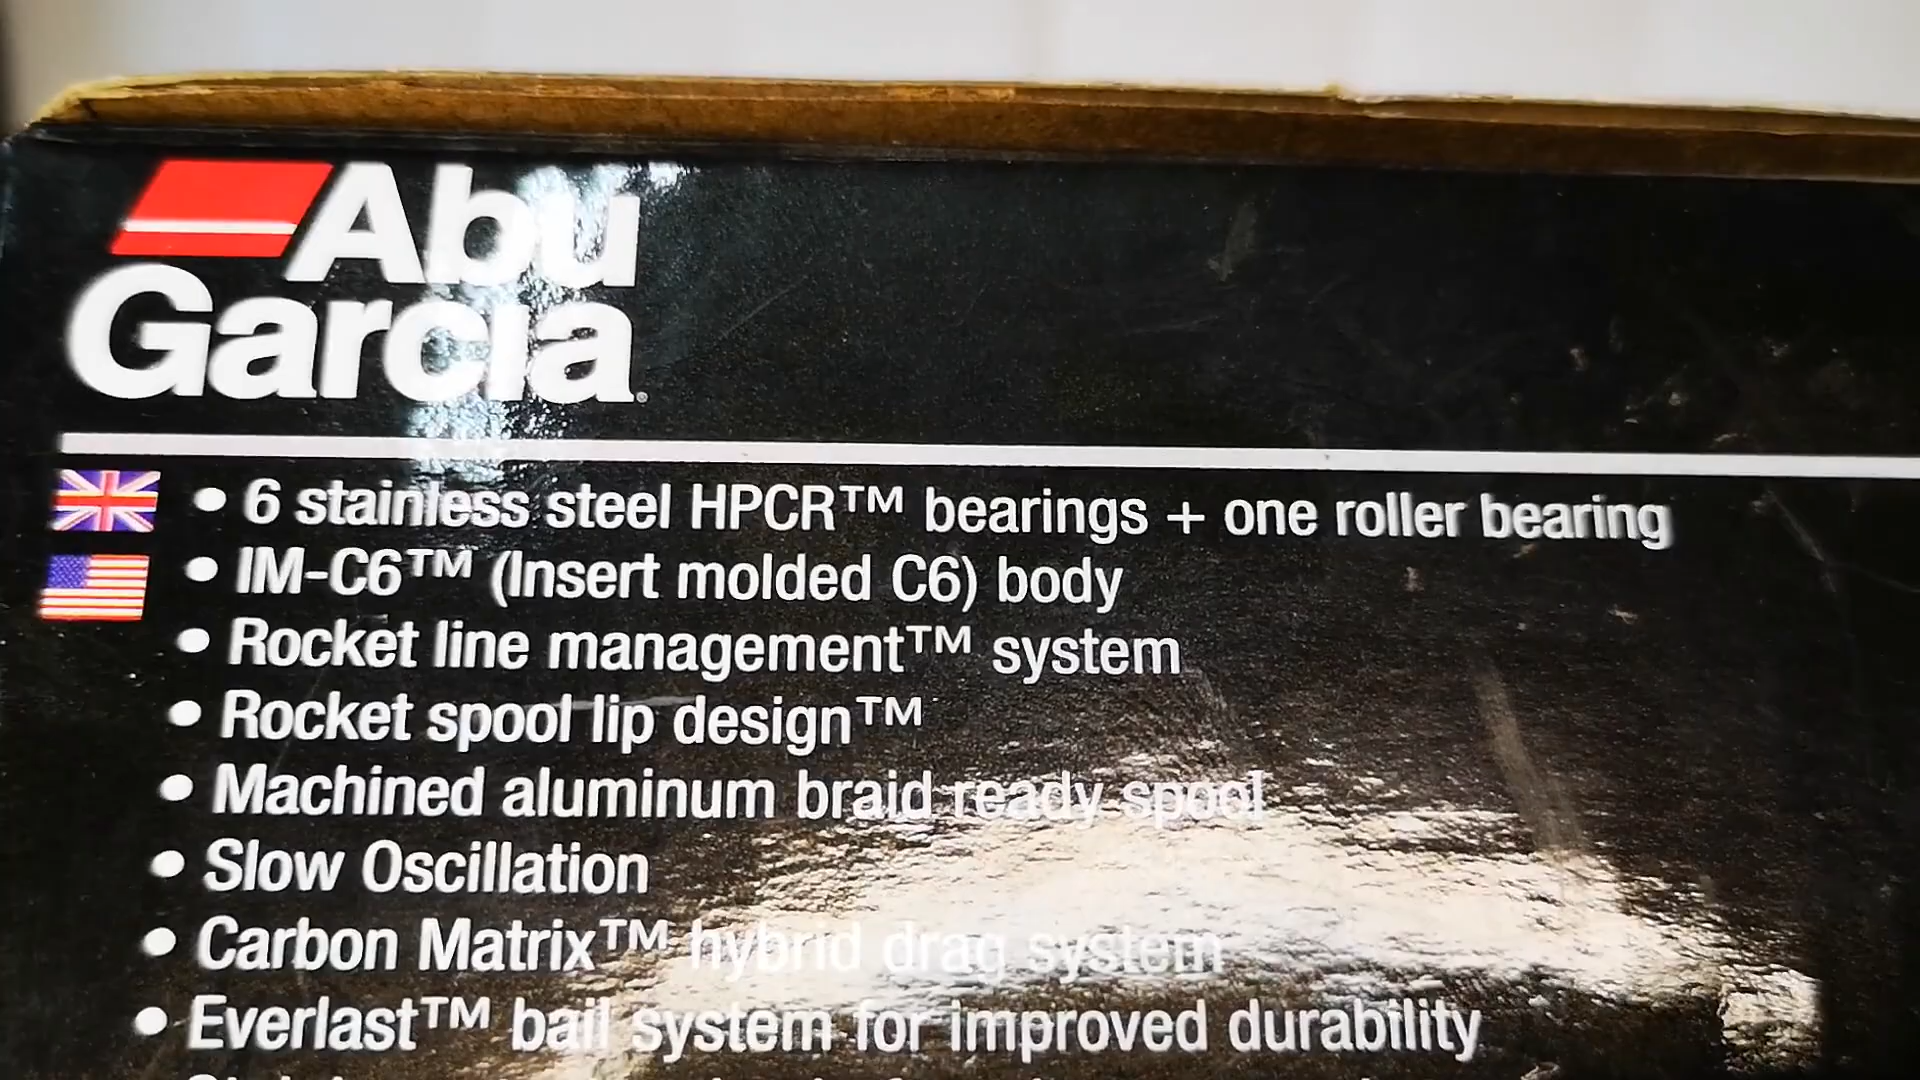 Abu
Garcia®
• 6 stainless steel HPCR™ bearings + one roller bearing
• IM-C6™ (Insert molded C6) body
• Rocket line management™ system
• Rocket spool lip design™
• Machined aluminum braid ready spool
• Slow Oscillation
• Carbon Matrix™ hybrid drag system
• Everlast™ bail system for improved durability